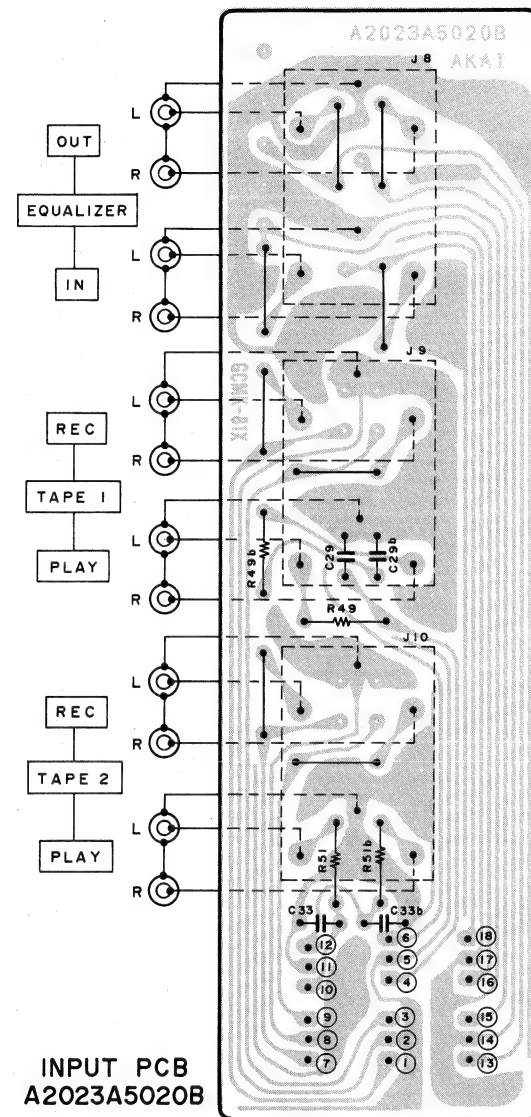 A2023A5020B
AKAI
J8
L
OUT
R
EQUALIZER
L
IN
R
J9
GCMK-81X
L
REC
R
TAPE 1
L
PLAY
R
R49b
C29
C29b
R49
J10
L
REC
R
TAPE 2
L
PLAY
R
R51
R51b
C33
C33b
12
6
18
11
5
17
10
4
16
9
3
15
8
2
14
7
1
13
INPUT PCB
A2023A5020B